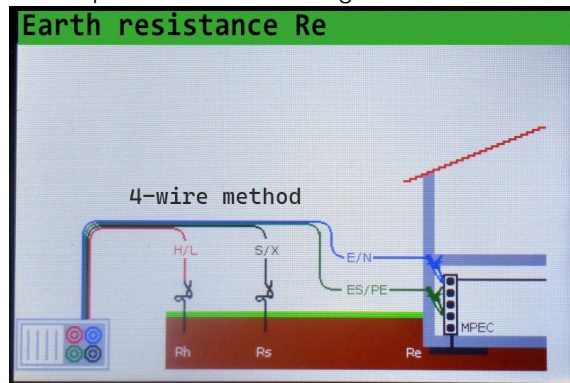 Earth resistance Re
4-wire method
H/L
S/X
E/N
ES/PE
MPEC
Rh
Rs
Re